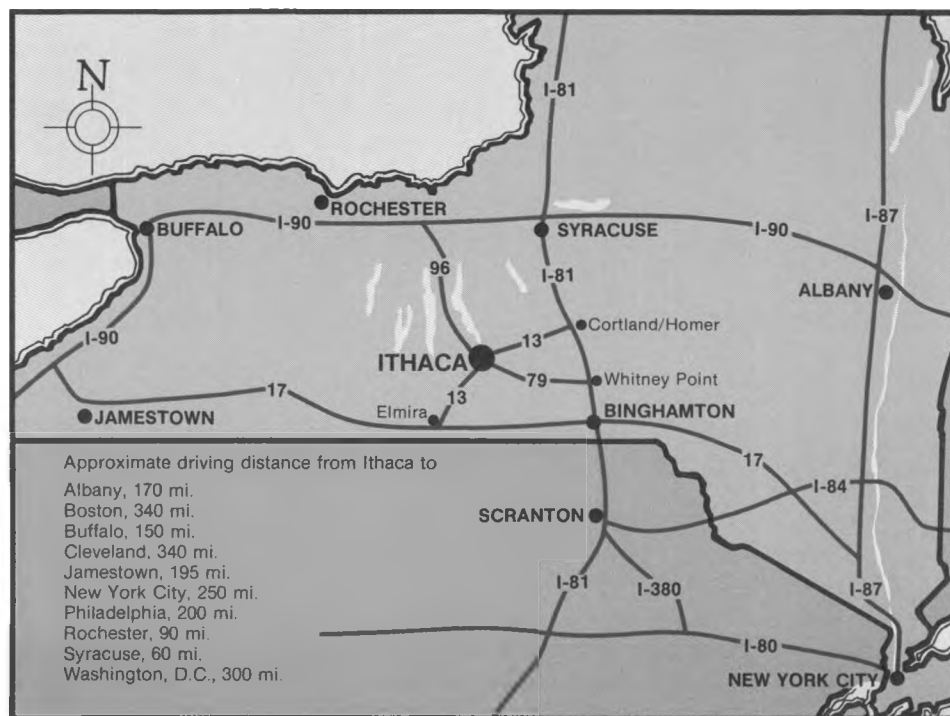 N
I-81
ROCHESTER
BUFFALO
I-90
SYRACUSE
I-90
I-87
96
I-81
ALBANY
I-90
13
Cortland/Homer
ITHACA
79
Whitney Point
17
13
JAMESTOWN
Elmira
BINGHAMTON
17
Approximate driving distance from Ithaca to
Albany, 170 mi.
Boston, 340 mi.
Buffalo, 150 mi.
Cleveland, 340 mi.
Jamestown, 195 mi.
New York City, 250 mi.
Philadelphia, 200 mi.
Rochester, 90 mi.
Syracuse, 60 mi.
Washington, D.C., 300 mi.
I-84
SCRANTON
I-81
I-380
I-87
I-80
NEW YORK CITY